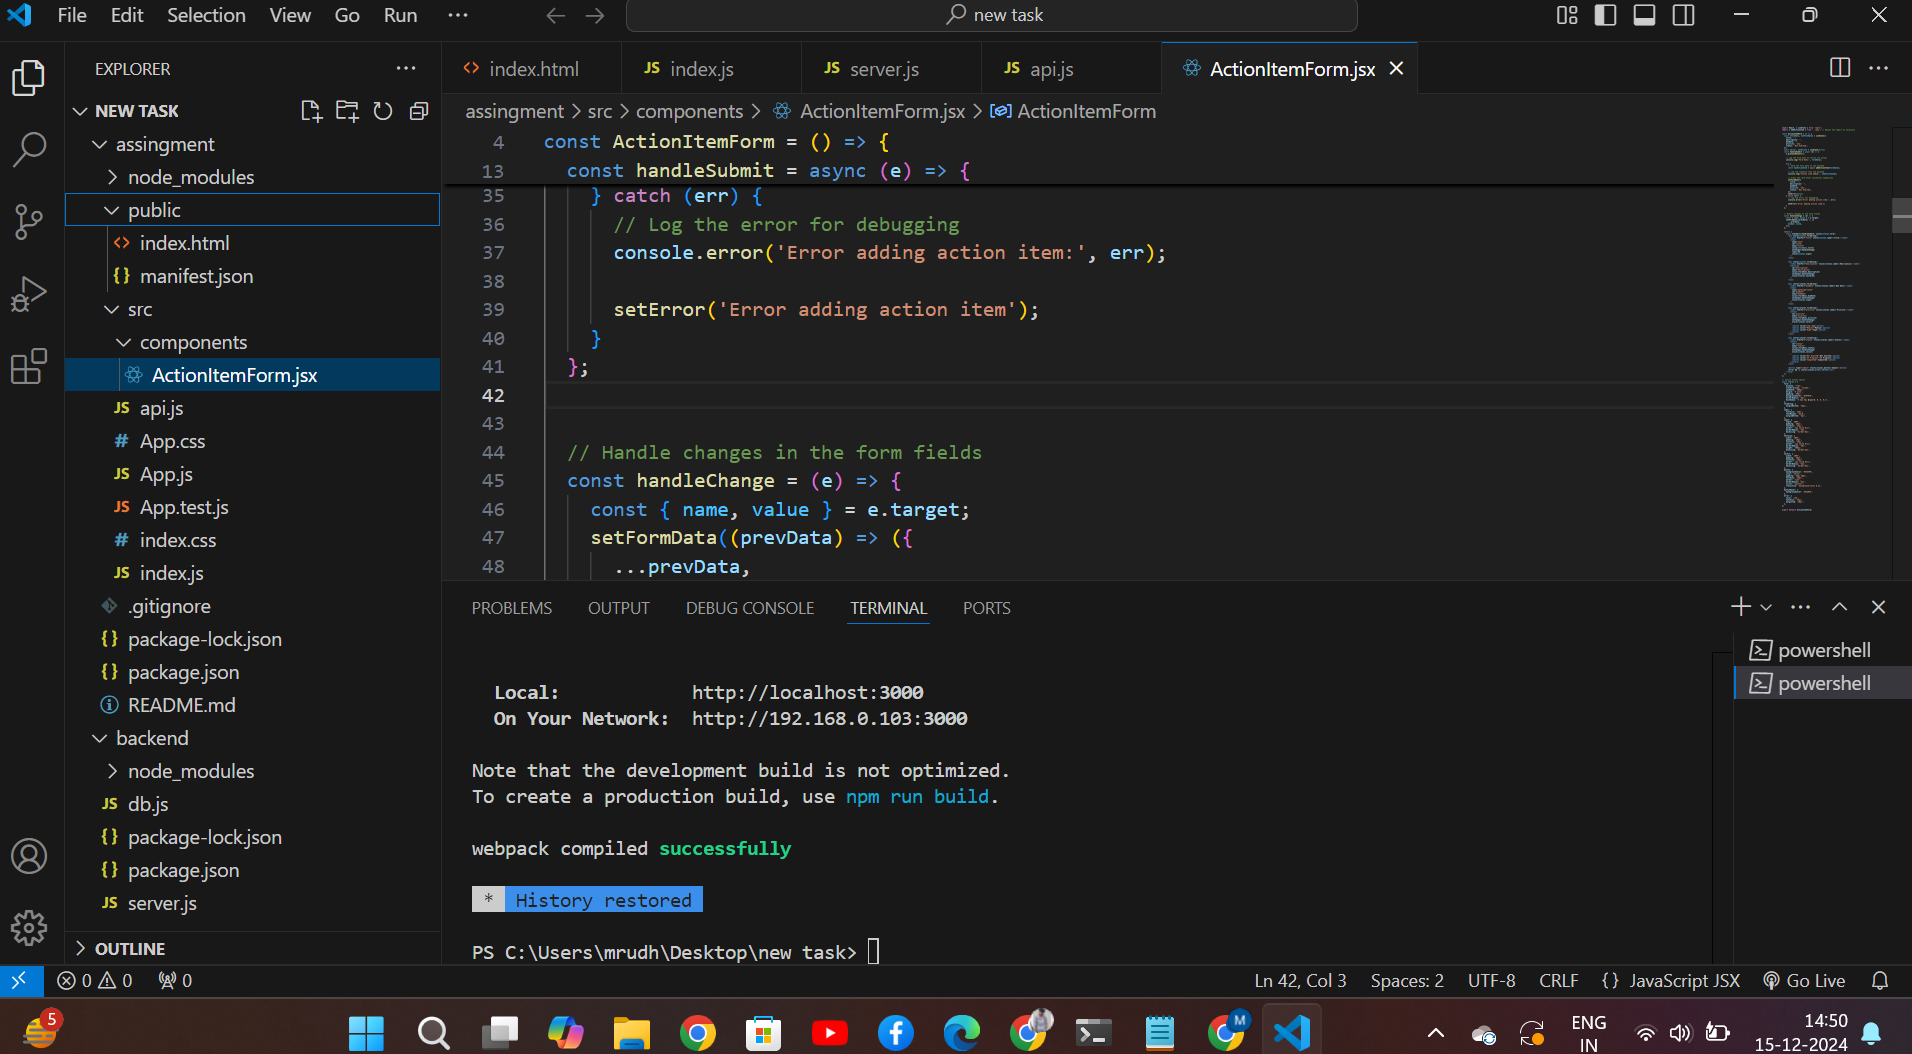 File Edit Selection View Go Run ··· new task
EXPLORER ···
NEW TASK
assingment
node_modules
public
index.html
manifest.json
src
components
ActionItemForm.jsx
JS api.js
# App.css
JS App.js
JS App.test.js
# index.css
JS index.js
.gitignore
{} package-lock.json
{} package.json
README.md
backend
node_modules
JS db.js
{} package-lock.json
{} package.json
JS server.js
OUTLINE
<> index.html JS index.js JS server.js JS api.js ActionItemForm.jsx
assingment > src > components > ActionItemForm.jsx > ActionItemForm
4 const ActionItemForm = () => {
13 const handleSubmit = async (e) => {
35 } catch (err) {
36 // Log the error for debugging
37 console.error('Error adding action item:', err);
38
39 setError('Error adding action item');
40 }
41 };
42
43
44 // Handle changes in the form fields
45 const handleChange = (e) => {
46 const { name, value } = e.target;
47 setFormData((prevData) => ({
48 ...prevData,
PROBLEMS OUTPUT DEBUG CONSOLE TERMINAL PORTS
Local: http://localhost:3000
On Your Network: http://192.168.0.103:3000
Note that the development build is not optimized.
To create a production build, use npm run build.
webpack compiled successfully
* History restored
PS C:\Users\mrudh\Desktop\new task>
powershell
powershell
0 0 0 Ln 42, Col 3 Spaces: 2 UTF-8 CRLF {} JavaScript JSX Go Live
5 M ENG IN 14:50
15-12-2024